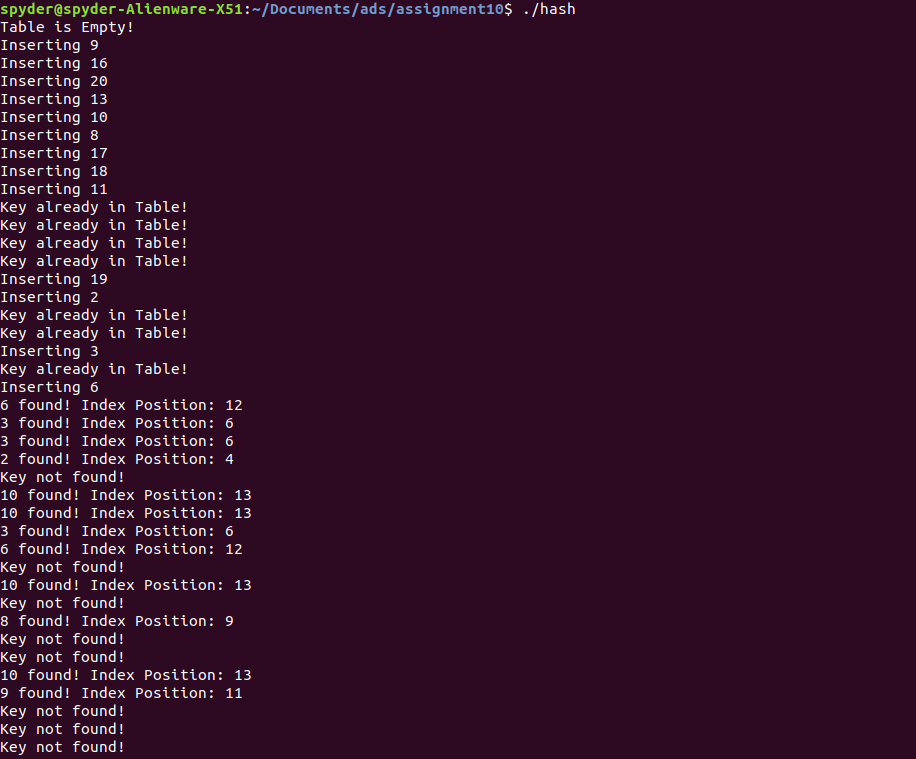 spyder@spyder-Alienware-X51:~/Documents/ads/assignment10$ ./hash
Table is Empty!
Inserting 9
Inserting 16
Inserting 20
Inserting 13
Inserting 10
Inserting 8
Inserting 17
Inserting 18
Inserting 11
Key already in Table!
Key already in Table!
Key already in Table!
Key already in Table!
Inserting 19
Inserting 2
Key already in Table!
Key already in Table!
Inserting 3
Key already in Table!
Inserting 6
6 found! Index Position: 12
3 found! Index Position: 6
3 found! Index Position: 6
2 found! Index Position: 4
Key not found!
10 found! Index Position: 13
10 found! Index Position: 13
3 found! Index Position: 6
6 found! Index Position: 12
Key not found!
10 found! Index Position: 13
Key not found!
8 found! Index Position: 9
Key not found!
Key not found!
10 found! Index Position: 13
9 found! Index Position: 11
Key not found!
Key not found!
Key not found!